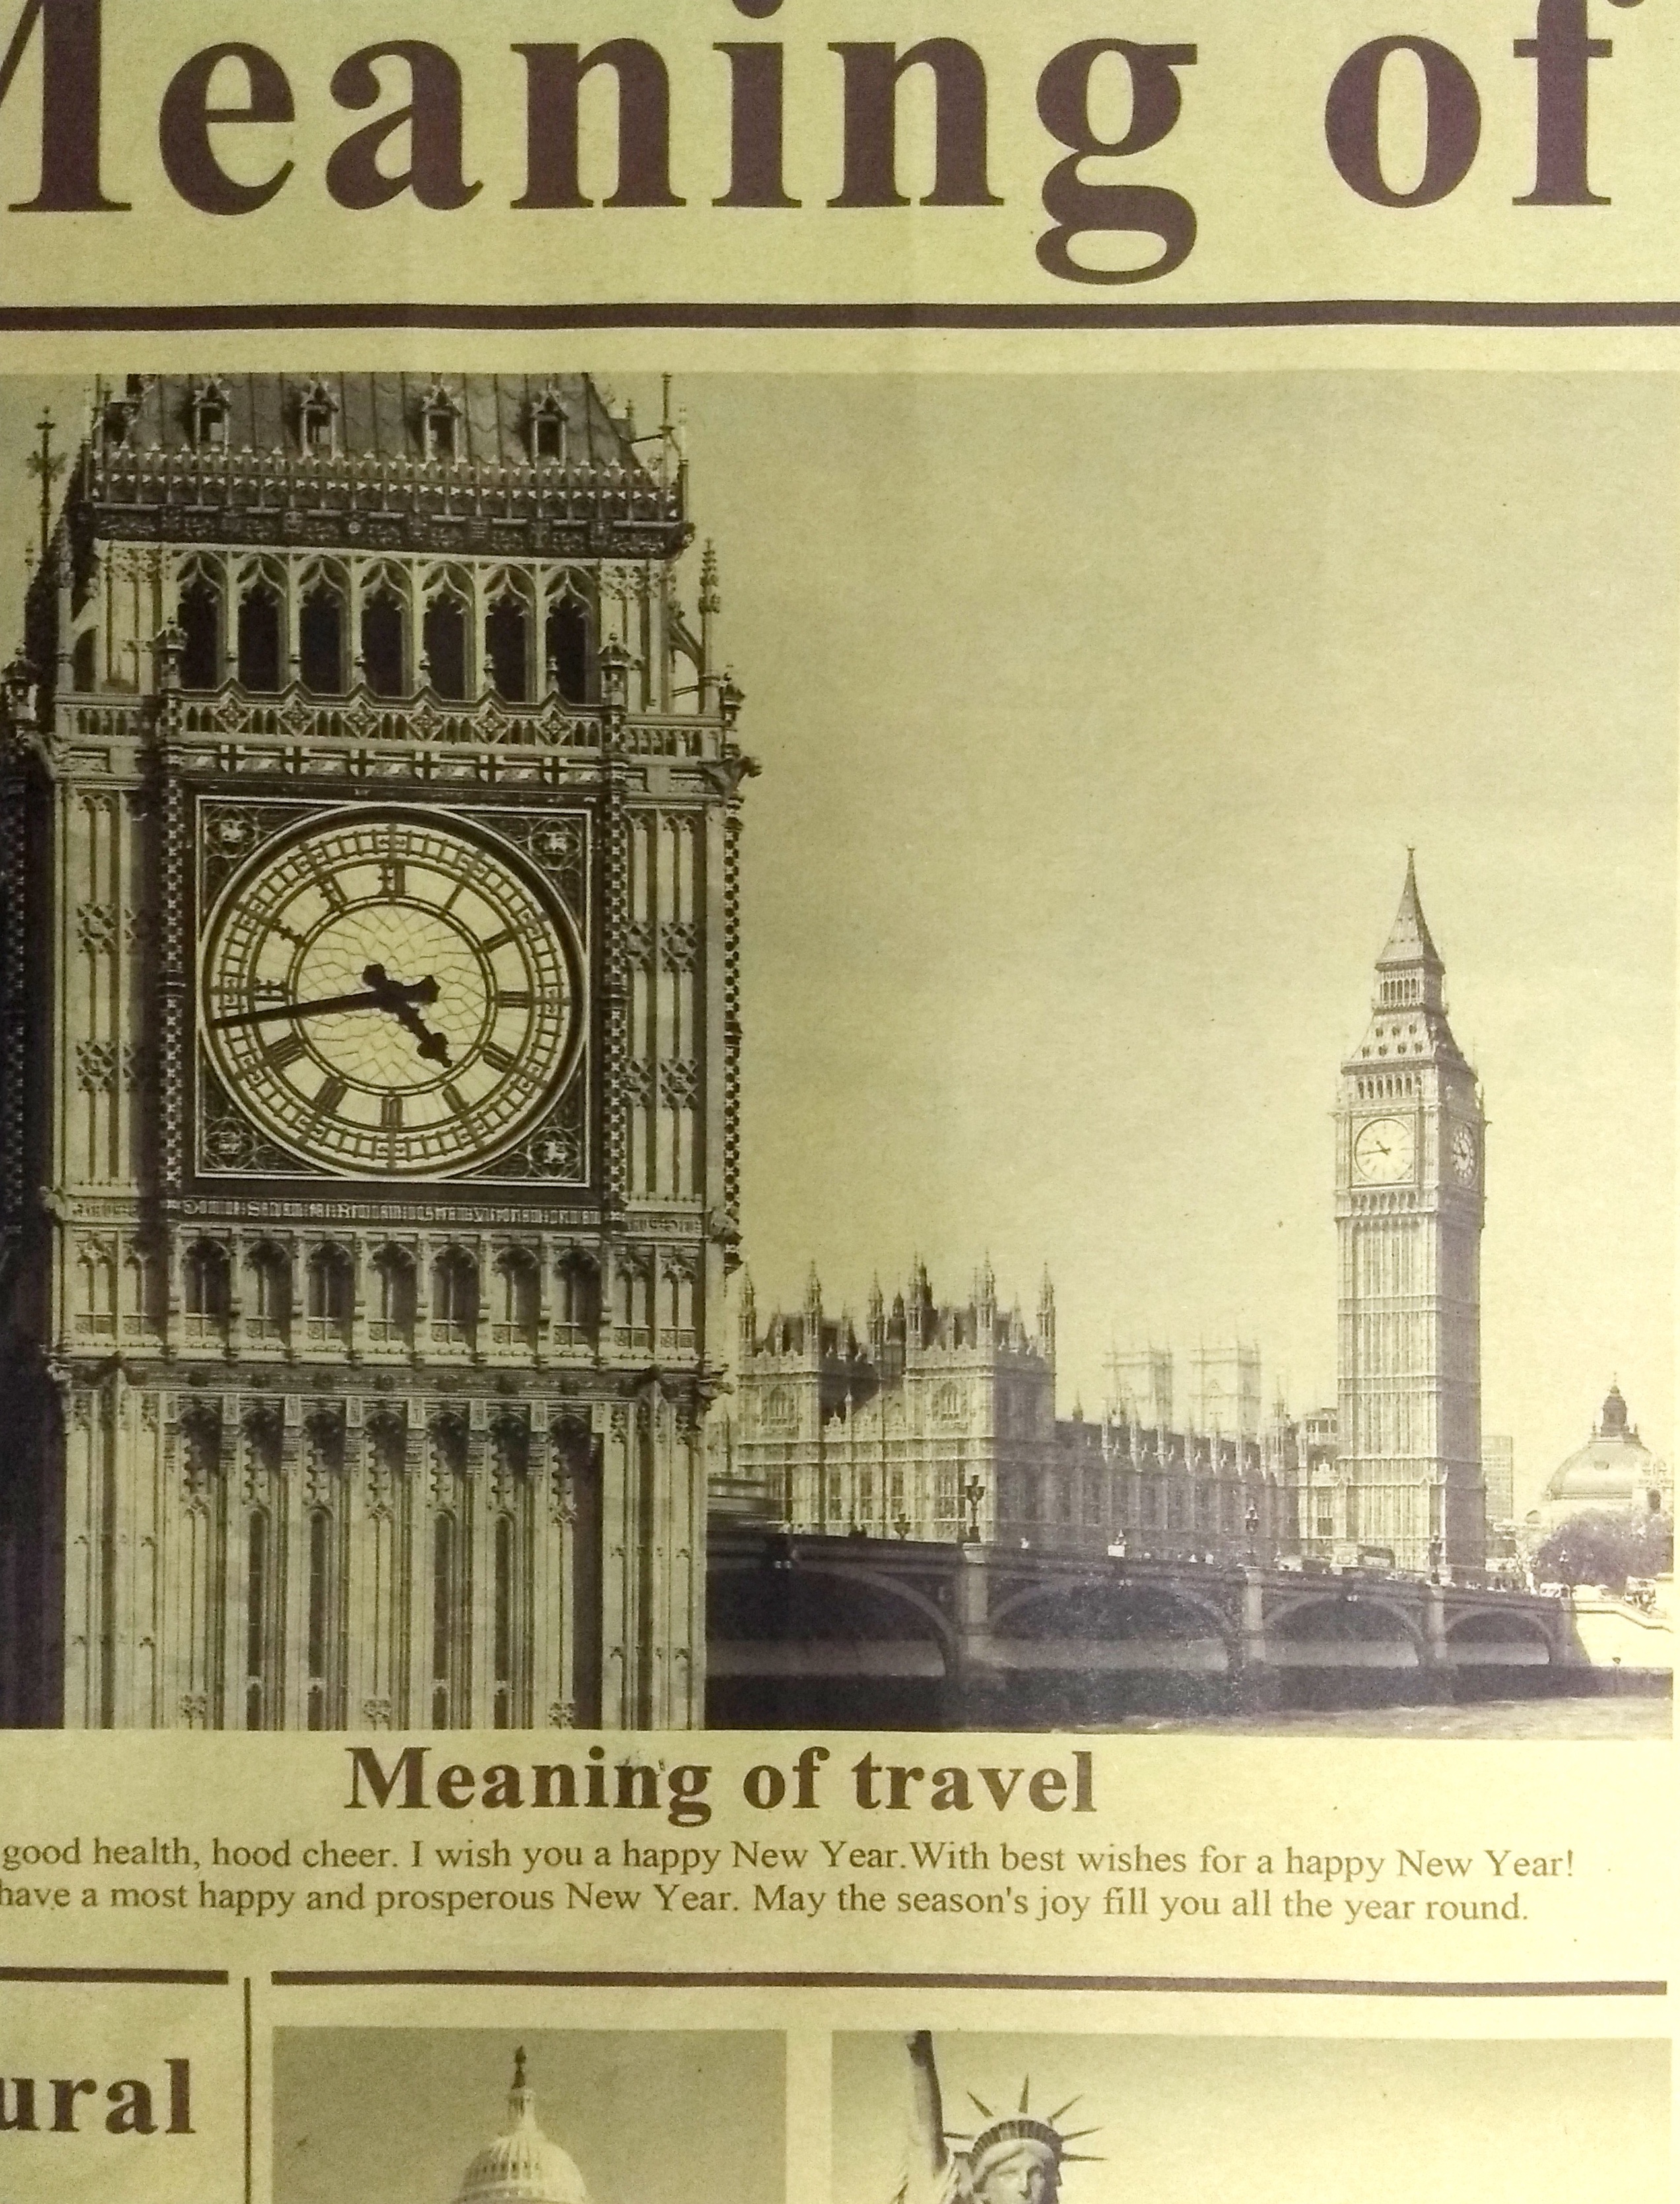 Meaning of
Meaning of travel
good health, hood cheer. I wish you a happy New Year.With best wishes for a happy New Year!
have a most happy and prosperous New Year. May the season's joy fill you all the year round.
ural